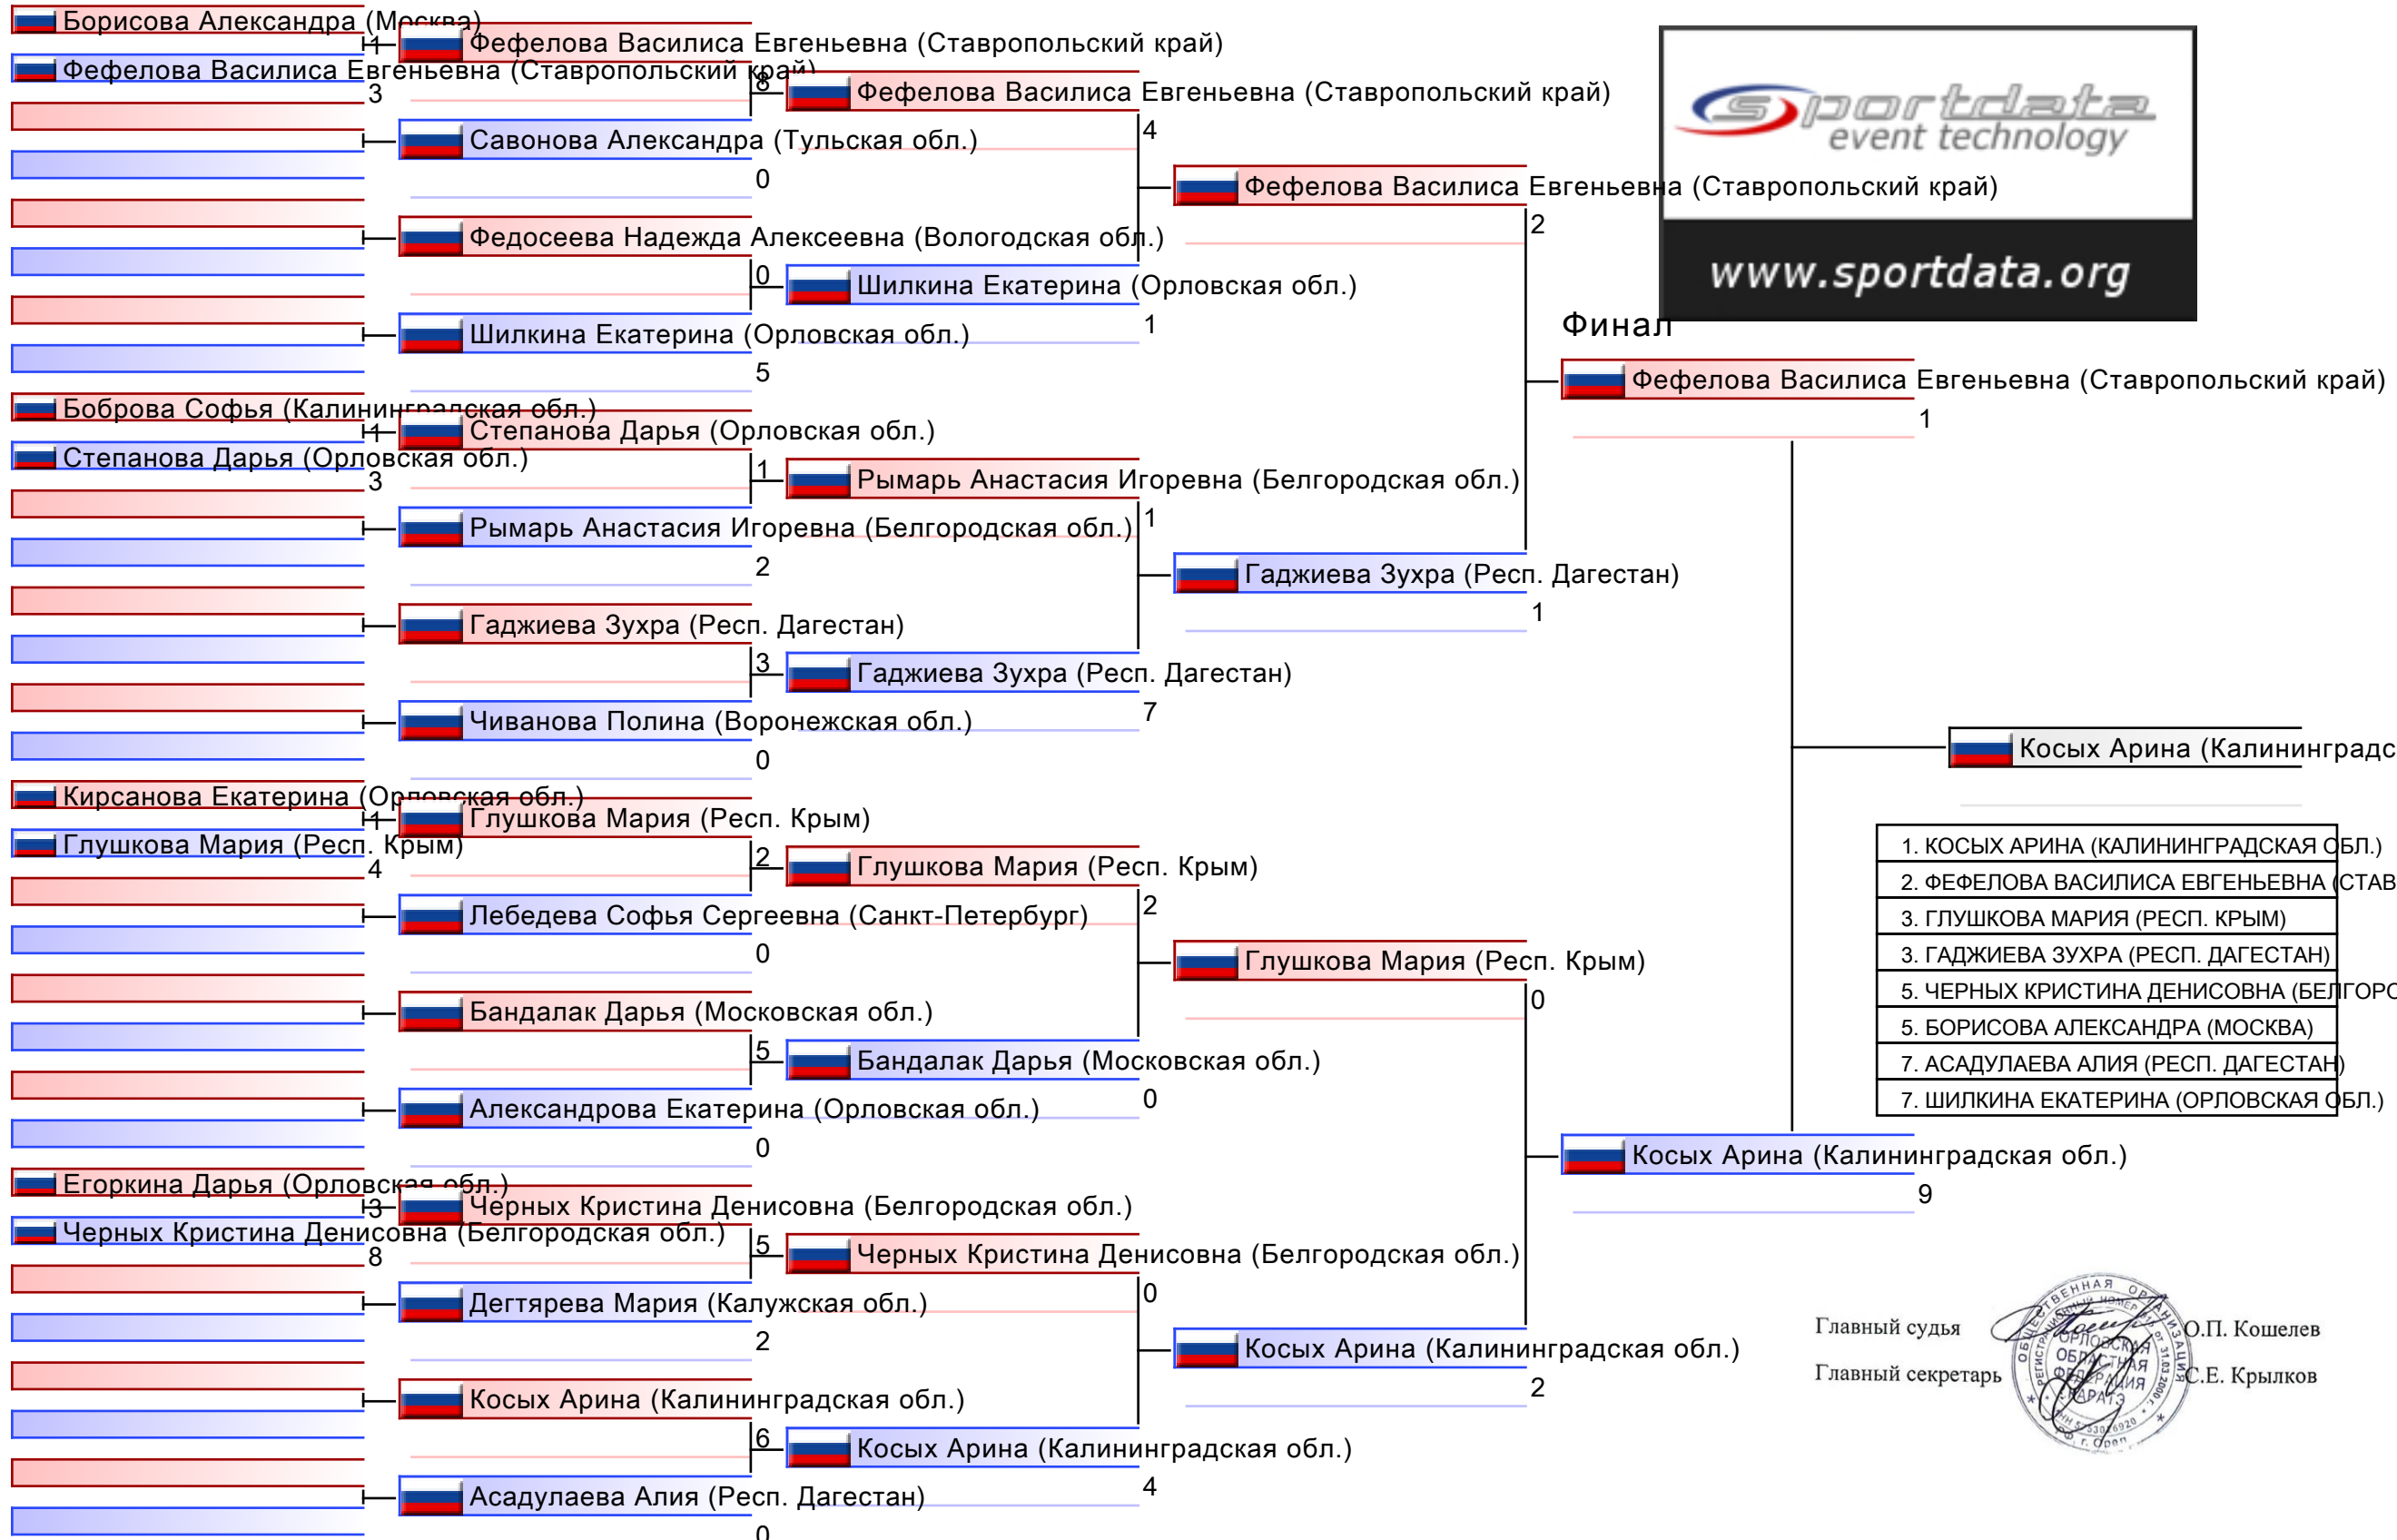 Борисова Александра (Москва)
1
Фефелова Василиса Евгеньевна (Ставропольский край)
3
Боброва Софья (Калининградская обл.)
1
Степанова Дарья (Орловская обл.)
3
Кирсанова Екатерина (Орловская обл.)
1
Глушкова Мария (Респ. Крым)
4
Егоркина Дарья (Орловская обл.)
3
Черных Кристина Денисовна (Белгородская обл.)
8
Фефелова Василиса Евгеньевна (Ставропольский край)
8
Савонова Александра (Тульская обл.)
0
Федосеева Надежда Алексеевна (Вологодская обл.)
0
Шилкина Екатерина (Орловская обл.)
5
Степанова Дарья (Орловская обл.)
1
Рымарь Анастасия Игоревна (Белгородская обл.)
2
Гаджиева Зухра (Респ. Дагестан)
3
Чиванова Полина (Воронежская обл.)
0
Глушкова Мария (Респ. Крым)
2
Лебедева Софья Сергеевна (Санкт-Петербург)
0
Бандалак Дарья (Московская обл.)
5
Александрова Екатерина (Орловская обл.)
0
Черных Кристина Денисовна (Белгородская обл.)
5
Дегтярева Мария (Калужская обл.)
2
Косых Арина (Калининградская обл.)
6
Асадулаева Алия (Респ. Дагестан)
0
Фефелова Василиса Евгеньевна (Ставропольский край)
4
Шилкина Екатерина (Орловская обл.)
1
Рымарь Анастасия Игоревна (Белгородская обл.)
1
Гаджиева Зухра (Респ. Дагестан)
7
Глушкова Мария (Респ. Крым)
2
Бандалак Дарья (Московская обл.)
0
Черных Кристина Денисовна (Белгородская обл.)
0
Косых Арина (Калининградская обл.)
4
Фефелова Василиса Евгеньевна (Ставропольский край)
2
Гаджиева Зухра (Респ. Дагестан)
1
Глушкова Мария (Респ. Крым)
0
Косых Арина (Калининградская обл.)
2
sportdata
event technology
www.sportdata.org
Финал
Фефелова Василиса Евгеньевна (Ставропольский край)
1
Косых Арина (Калининградская обл.)
9
Косых Арина (Калининградс
1. КОСЫХ АРИНА (КАЛИНИНГРАДСКАЯ ОБЛ.)
2. ФЕФЕЛОВА ВАСИЛИСА ЕВГЕНЬЕВНА (СТАВ
3. ГЛУШКОВА МАРИЯ (РЕСП. КРЫМ)
3. ГАДЖИЕВА ЗУХРА (РЕСП. ДАГЕСТАН)
5. ЧЕРНЫХ КРИСТИНА ДЕНИСОВНА (БЕЛГОРО
5. БОРИСОВА АЛЕКСАНДРА (МОСКВА)
7. АСАДУЛАЕВА АЛИЯ (РЕСП. ДАГЕСТАН)
7. ШИЛКИНА ЕКАТЕРИНА (ОРЛОВСКАЯ ОБЛ.)
Главный судья О.П. Кошелев
Главный секретарь С.Е. Крылков
ОБЩЕСТВЕННАЯ ОРГАНИЗАЦИЯ
ОРЛОВСКАЯ
ОБЛАСТНАЯ
ФЕДЕРАЦИЯ
КАРАТЭ
РФ, г. Орел